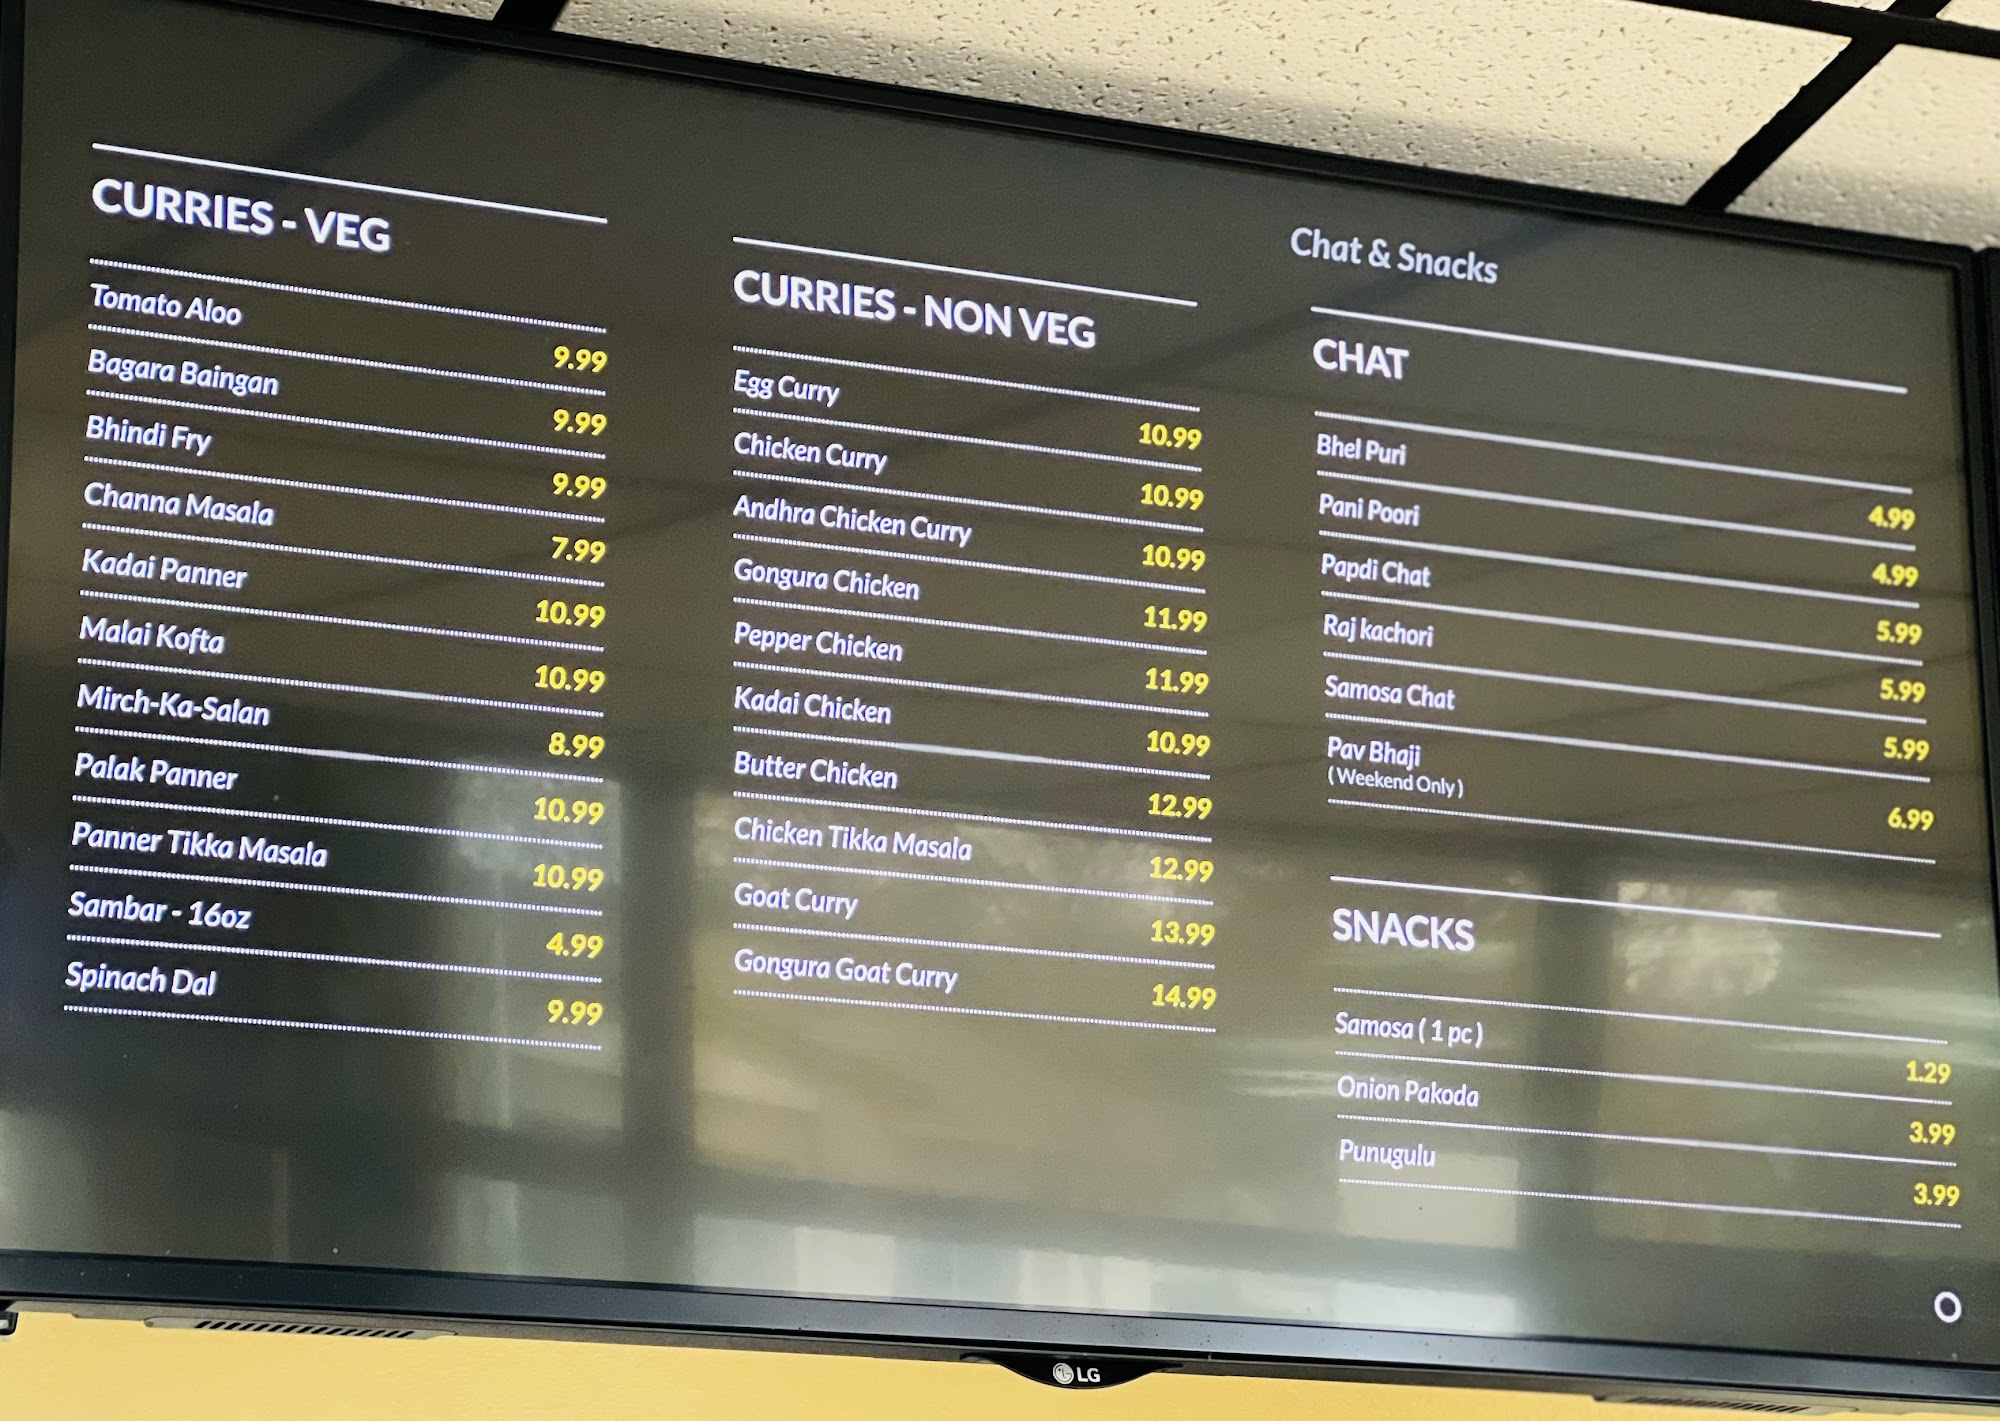 CURRIES - VEG
Tomato Aloo 9.99
Bagara Baingan 9.99
Bhindi Fry 9.99
Channa Masala 7.99
Kadai Panner 10.99
Malai Kofta 10.99
Mirch-Ka-Salan 8.99
Palak Panner 10.99
Panner Tikka Masala 10.99
Sambar - 16oz 4.99
Spinach Dal 9.99
CURRIES - NON VEG
Egg Curry 10.99
Chicken Curry 10.99
Andhra Chicken Curry 10.99
Gongura Chicken 11.99
Pepper Chicken 11.99
Kadai Chicken 10.99
Butter Chicken 12.99
Chicken Tikka Masala 12.99
Goat Curry 13.99
Gongura Goat Curry 14.99
Chat & Snacks
CHAT
Bhel Puri 4.99
Pani Poori 4.99
Papdi Chat 5.99
Raj kachori 5.99
Samosa Chat 5.99
Pav Bhaji
( Weekend Only ) 6.99
SNACKS
Samosa ( 1 pc ) 1.29
Onion Pakoda 3.99
Punugulu 3.99
LG